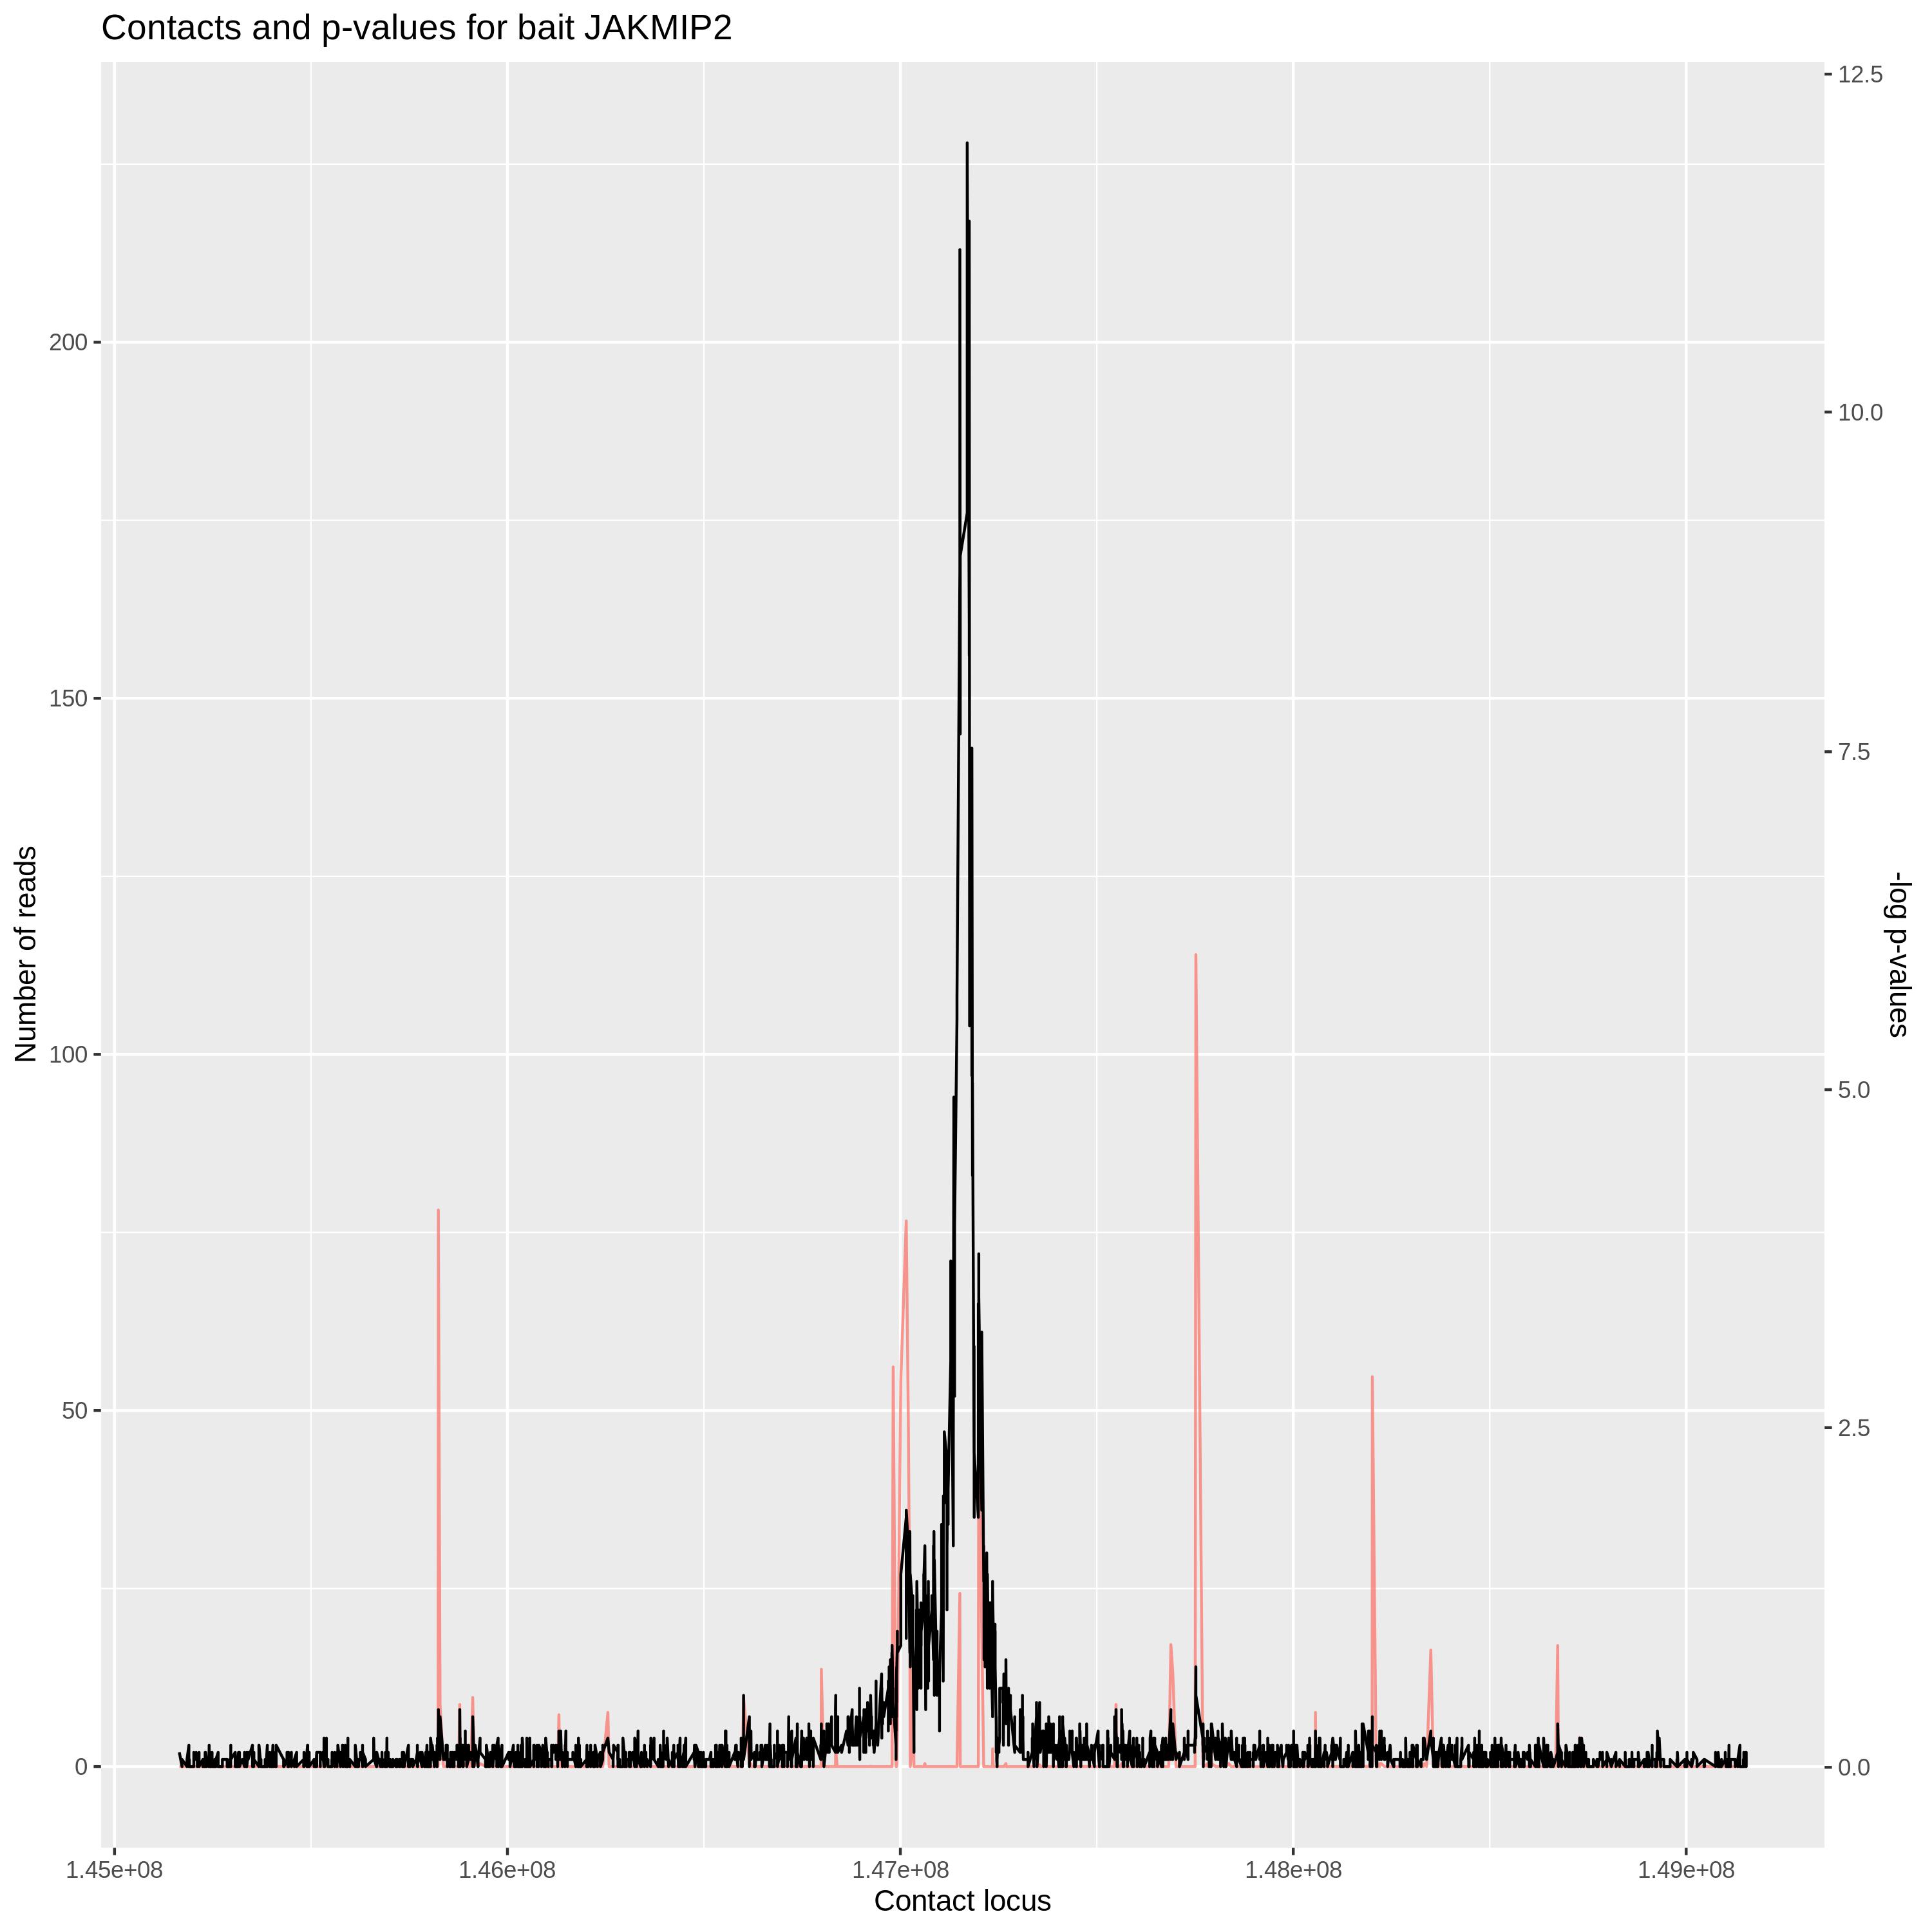 Contacts and p-values for bait JAKMIP2
12.5
10.0
7.5
5.0
2.5
0.0
200
150
100
50
0
Number of reads
-log p-values
1.45e+08 1.46e+08 1.47e+08 1.48e+08 1.49e+08
Contact locus